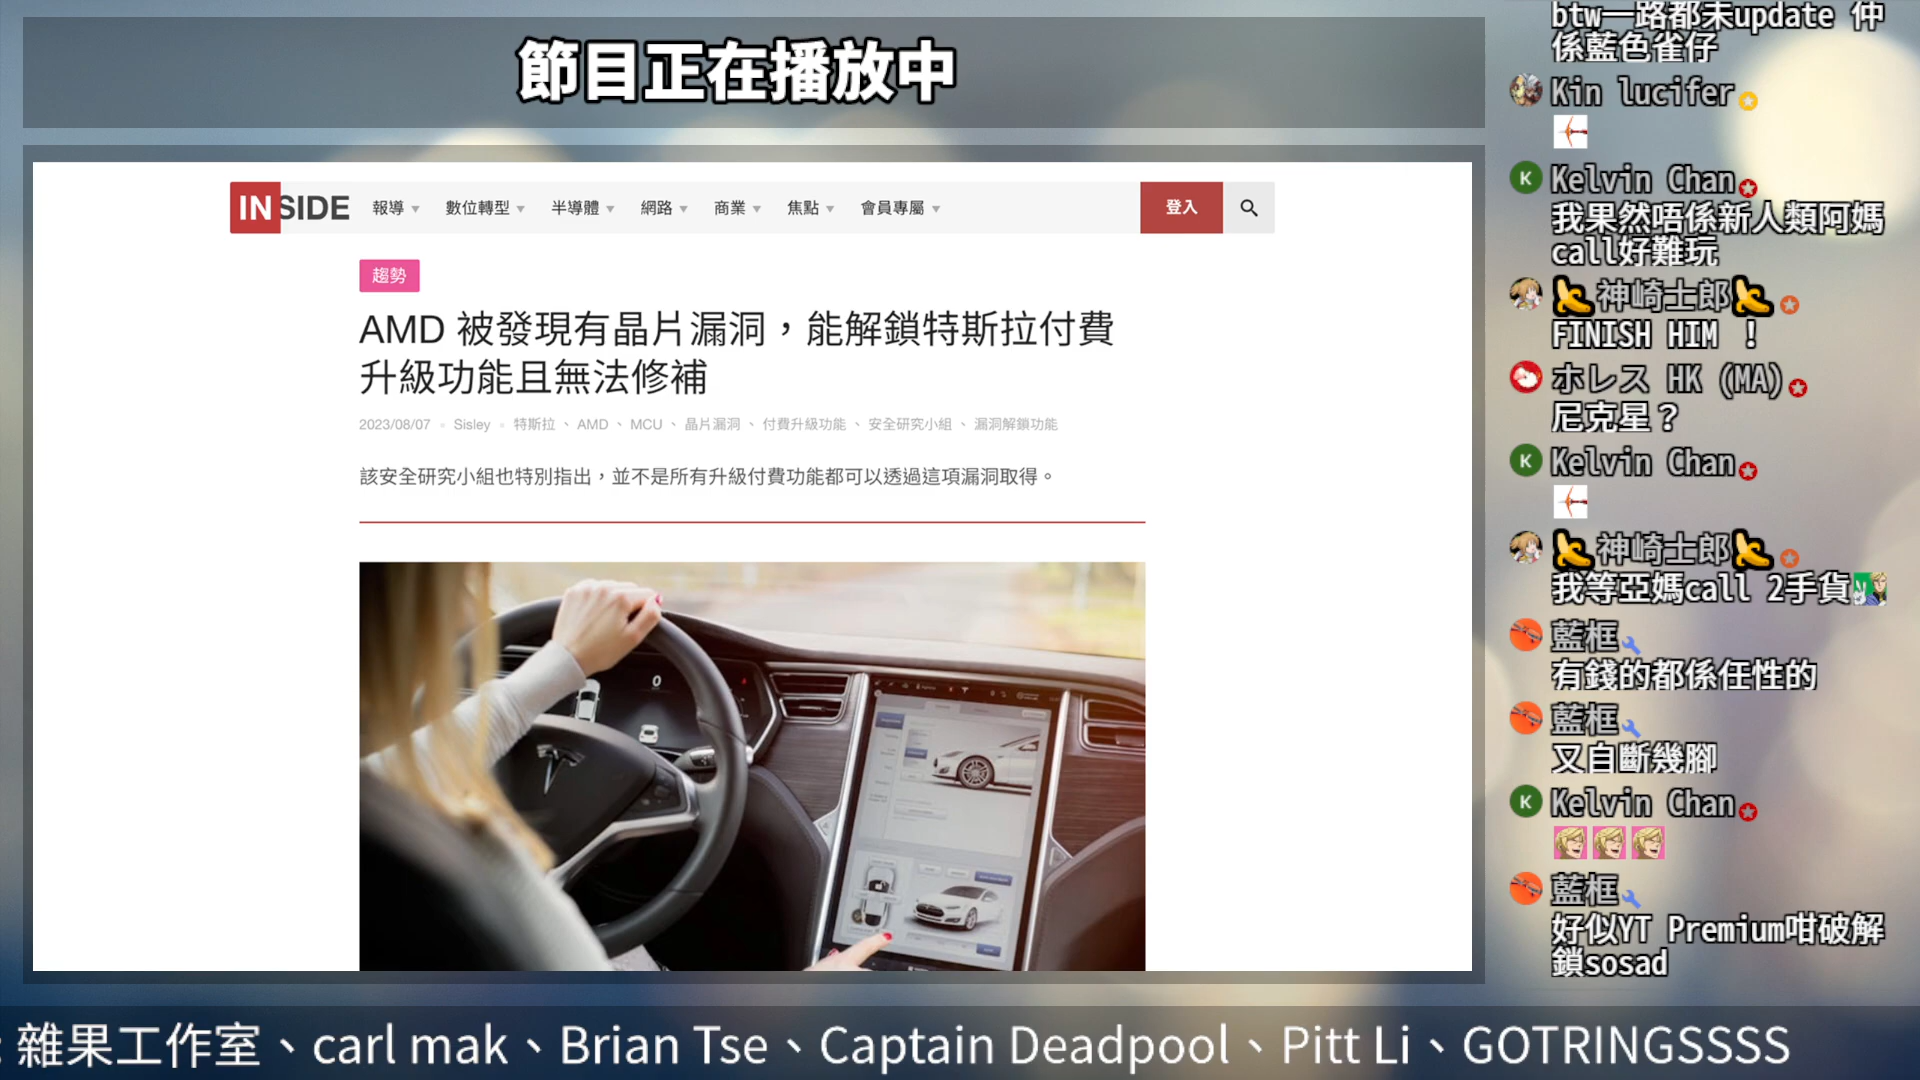 節目正在播放中
INSIDE 報導 數位轉型 半導體 網路 商業 焦點 會員專屬 登入
趨勢
AMD 被發現有晶片漏洞，能解鎖特斯拉付費
升級功能且無法修補
2023/08/07 Sisley 特斯拉、AMD、MCU、晶片漏洞、付費升級功能、安全研究小組、漏洞解鎖功能
該安全研究小組也特別指出，並不是所有升級付費功能都可以透過這項漏洞取得。
0
btw一路都未update 仲
係藍色雀仔
Kin lucifer
K Kelvin Chan
我果然唔係新人類阿媽
call好難玩
🍌神崎士郎🍌
FINISH HIM ！
ホレス HK (MA)
尼克星？
K Kelvin Chan
🍌神崎士郎🍌
我等亞媽call 2手貨
藍框
有錢的都係任性的
藍框
又自斷幾腳
K Kelvin Chan
藍框
好似YT Premium咁破解
鎖sosad
: 雜果工作室、carl mak、Brian Tse、Captain Deadpool、Pitt Li、GOTRINGSSSS